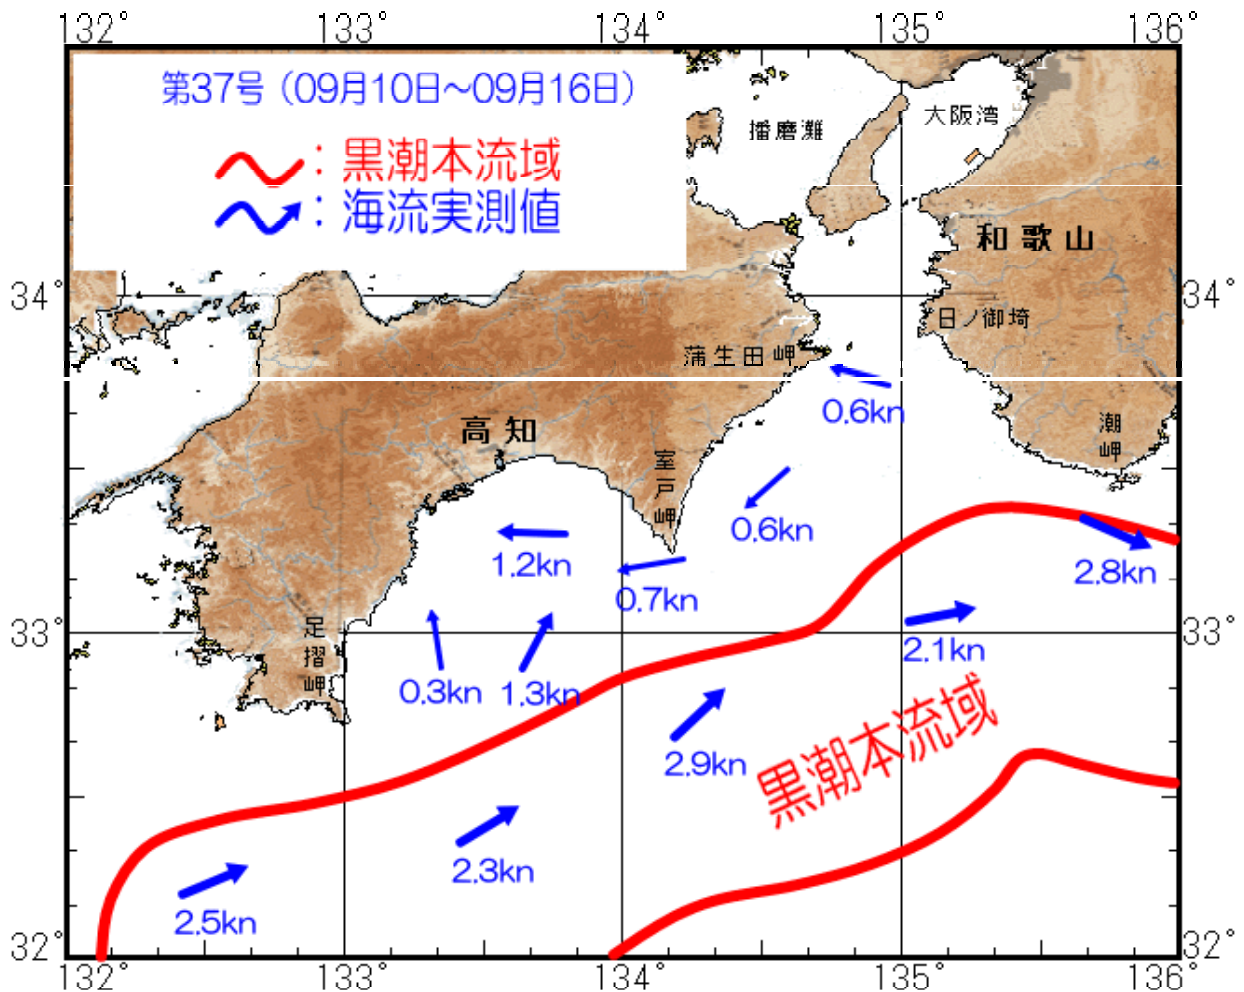 132° 133° 134° 135° 136°
第37号（09月10日～09月16日）
：黒潮本流域
：海流実測値
播磨灘
大阪湾
和歌山
34° 34°
日ノ御埼
蒲生田岬
0.6kn
高知
潮岬
室戸岬
0.6kn
1.2kn
2.8kn
0.7kn
33° 33°
足摺岬
2.1kn
0.3kn
1.3kn
2.9kn
黒潮本流域
2.3kn
2.5kn
32° 32°
132° 133° 134° 135° 136°